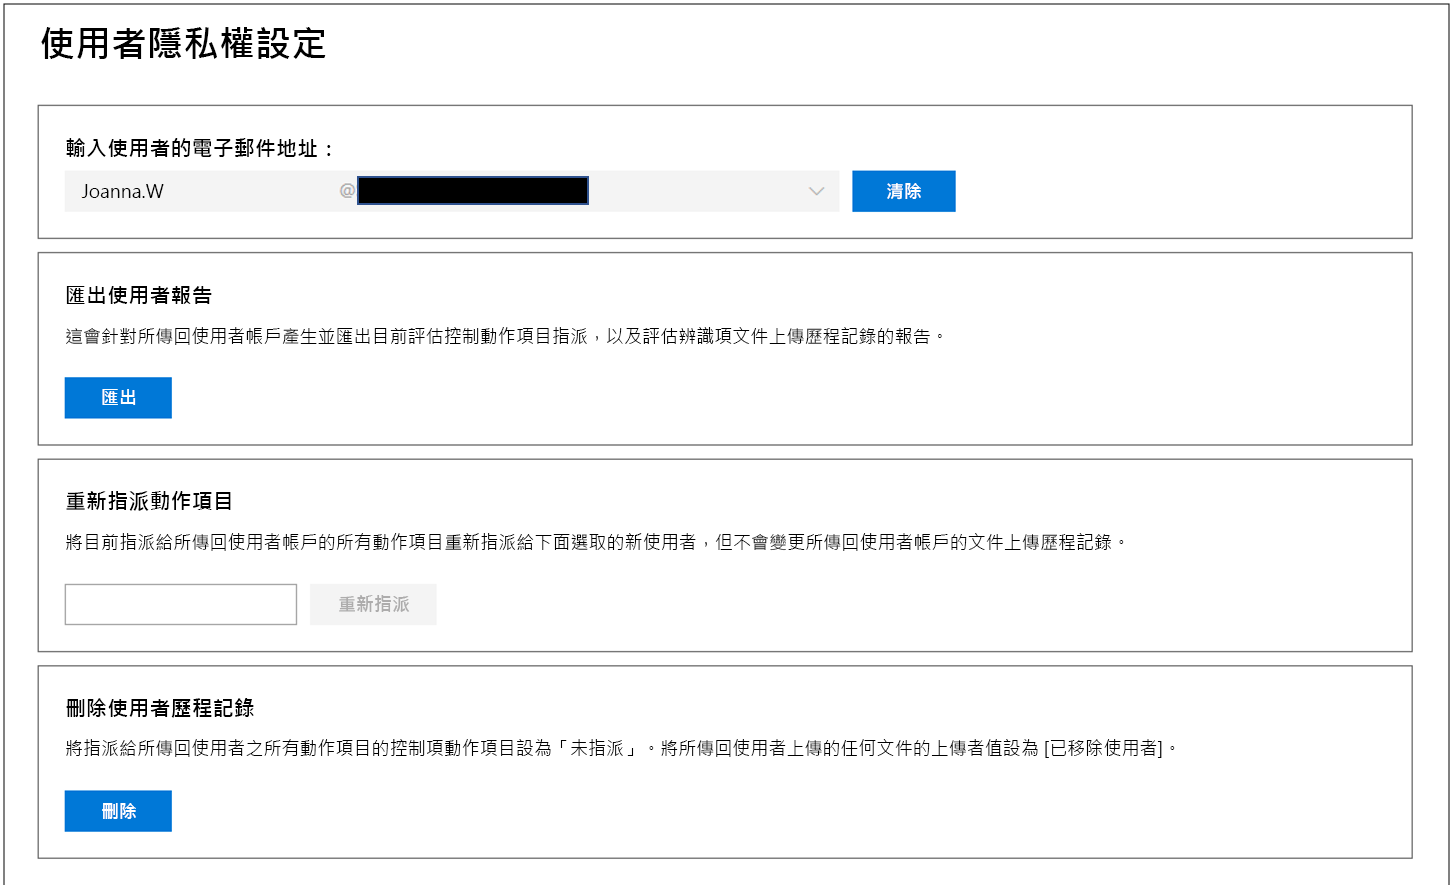 使用者隱私權設定
輸入使用者的電子郵件地址：
Joanna.W @
清除
匯出使用者報告
這會針對所傳回使用者帳戶產生並匯出目前評估控制動作項目指派，以及評估辨識項文件上傳歷程記錄的報告。
匯出
重新指派動作項目
將目前指派給所傳回使用者帳戶的所有動作項目重新指派給下面選取的新使用者，但不會變更所傳回使用者帳戶的文件上傳歷程記錄。
重新指派
刪除使用者歷程記錄
將指派給所傳回使用者之所有動作項目的控制項動作項目設為「未指派」。將所傳回使用者上傳的任何文件的上傳者值設為 [已移除使用者]。
刪除